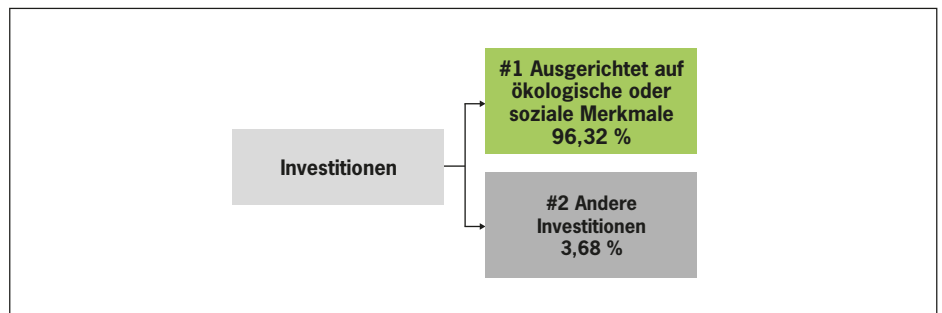 Investitionen
#1 Ausgerichtet auf
ökologische oder
soziale Merkmale
96,32 %
#2 Andere
Investitionen
3,68 %